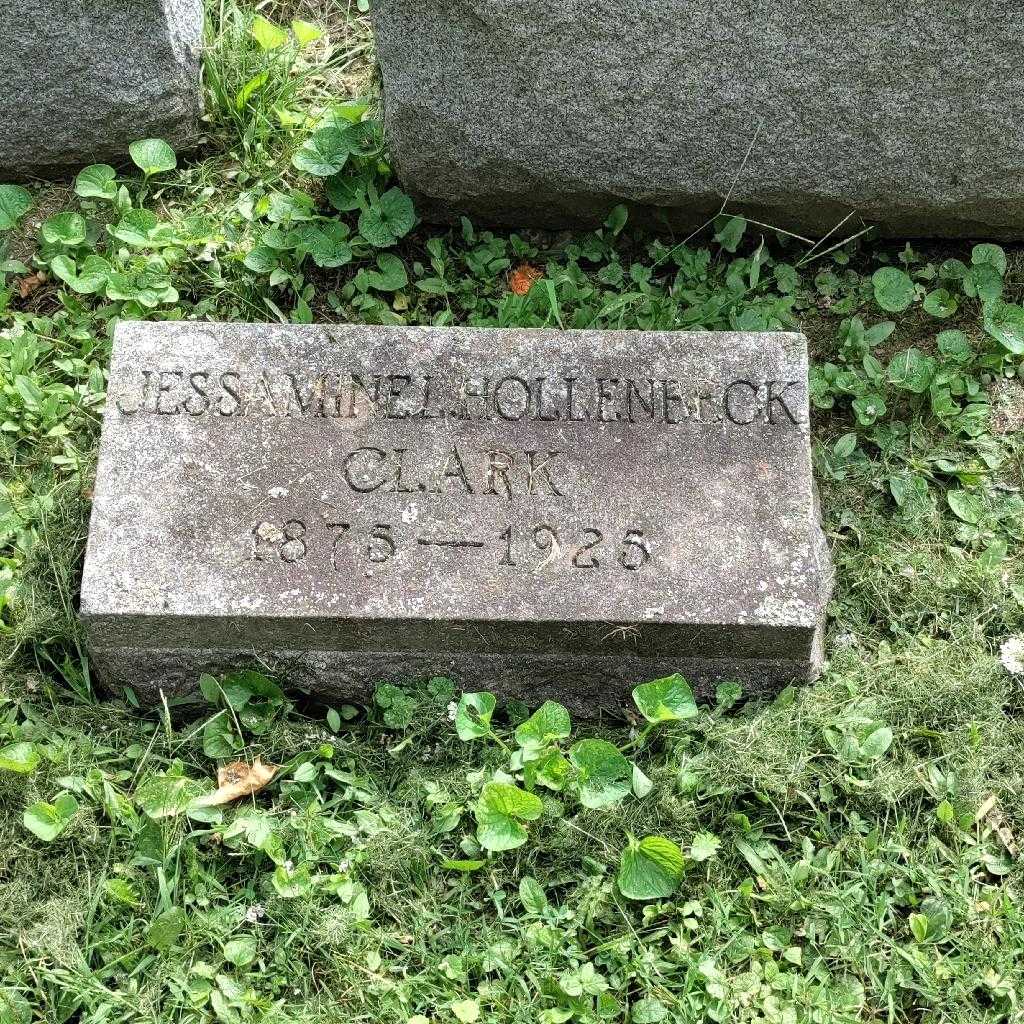 JESSAMINE L. HOLLENBECK
CLARK
1875 — 1925